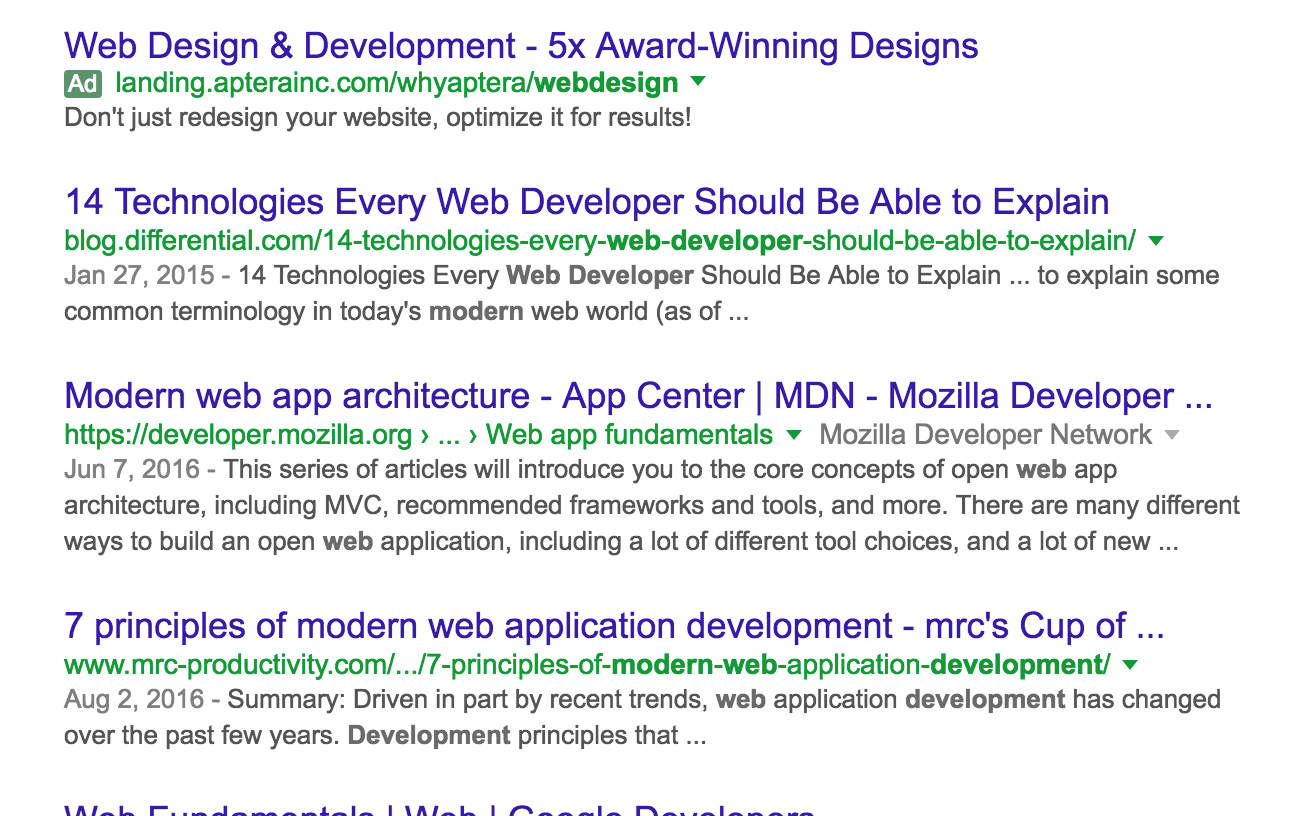 Web Design & Development - 5x Award-Winning Designs
Ad landing.apterainc.com/whyaptera/webdesign
Don't just redesign your website, optimize it for results!
14 Technologies Every Web Developer Should Be Able to Explain
blog.differential.com/14-technologies-every-web-developer-should-be-able-to-explain/
Jan 27, 2015 - 14 Technologies Every Web Developer Should Be Able to Explain ... to explain some
common terminology in today's modern web world (as of ...
Modern web app architecture - App Center | MDN - Mozilla Developer ...
https://developer.mozilla.org › ... › Web app fundamentals Mozilla Developer Network
Jun 7, 2016 - This series of articles will introduce you to the core concepts of open web app
architecture, including MVC, recommended frameworks and tools, and more. There are many different
ways to build an open web application, including a lot of different tool choices, and a lot of new ...
7 principles of modern web application development - mrc's Cup of ...
www.mrc-productivity.com/.../7-principles-of-modern-web-application-development/
Aug 2, 2016 - Summary: Driven in part by recent trends, web application development has changed
over the past few years. Development principles that ...
Web Fundamentals | Web | Google Developers